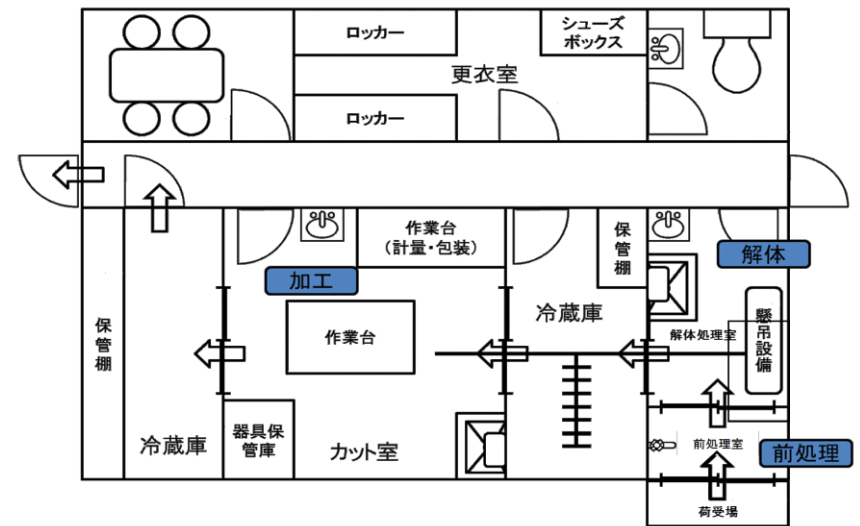 ロッカー
シューズ
ボックス
更衣室
ロッカー
作業台
(計量・包装)
保
管
棚
解体
加工
冷蔵庫
懸
吊
設
備
解体処理室
保
管
棚
作業台
冷蔵庫
器具保
管庫
カット室
前処理室
前処理
荷受場